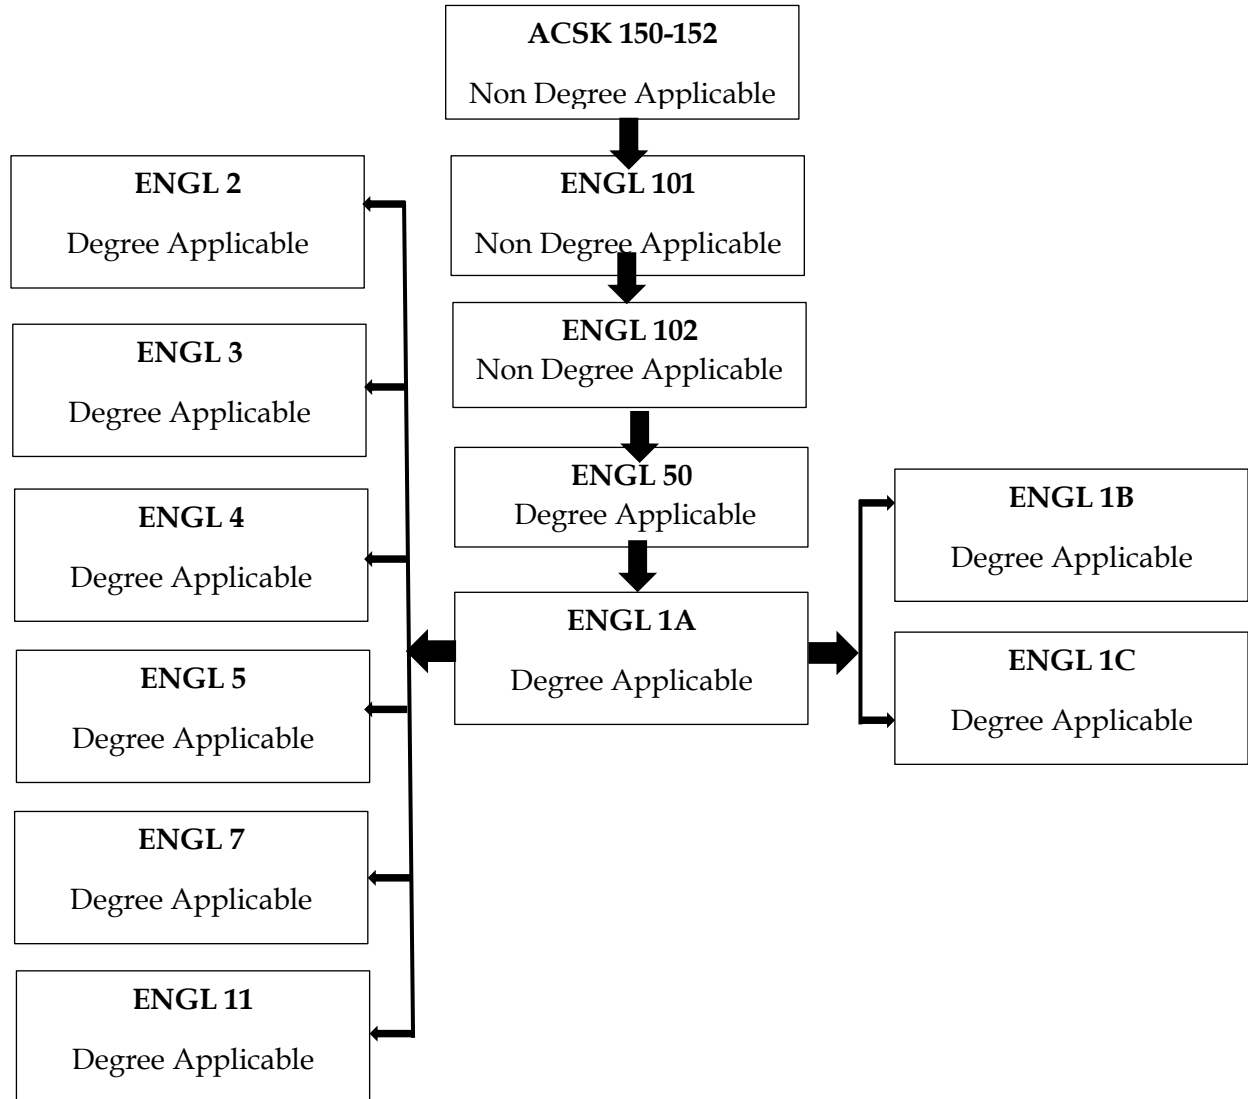 ACSK 150-152
Non Degree Applicable
ENGL 101
Non Degree Applicable
ENGL 102
Non Degree Applicable
ENGL 50
Degree Applicable
ENGL 1A
Degree Applicable
ENGL 2
Degree Applicable
ENGL 3
Degree Applicable
ENGL 4
Degree Applicable
ENGL 5
Degree Applicable
ENGL 7
Degree Applicable
ENGL 11
Degree Applicable
ENGL 1B
Degree Applicable
ENGL 1C
Degree Applicable